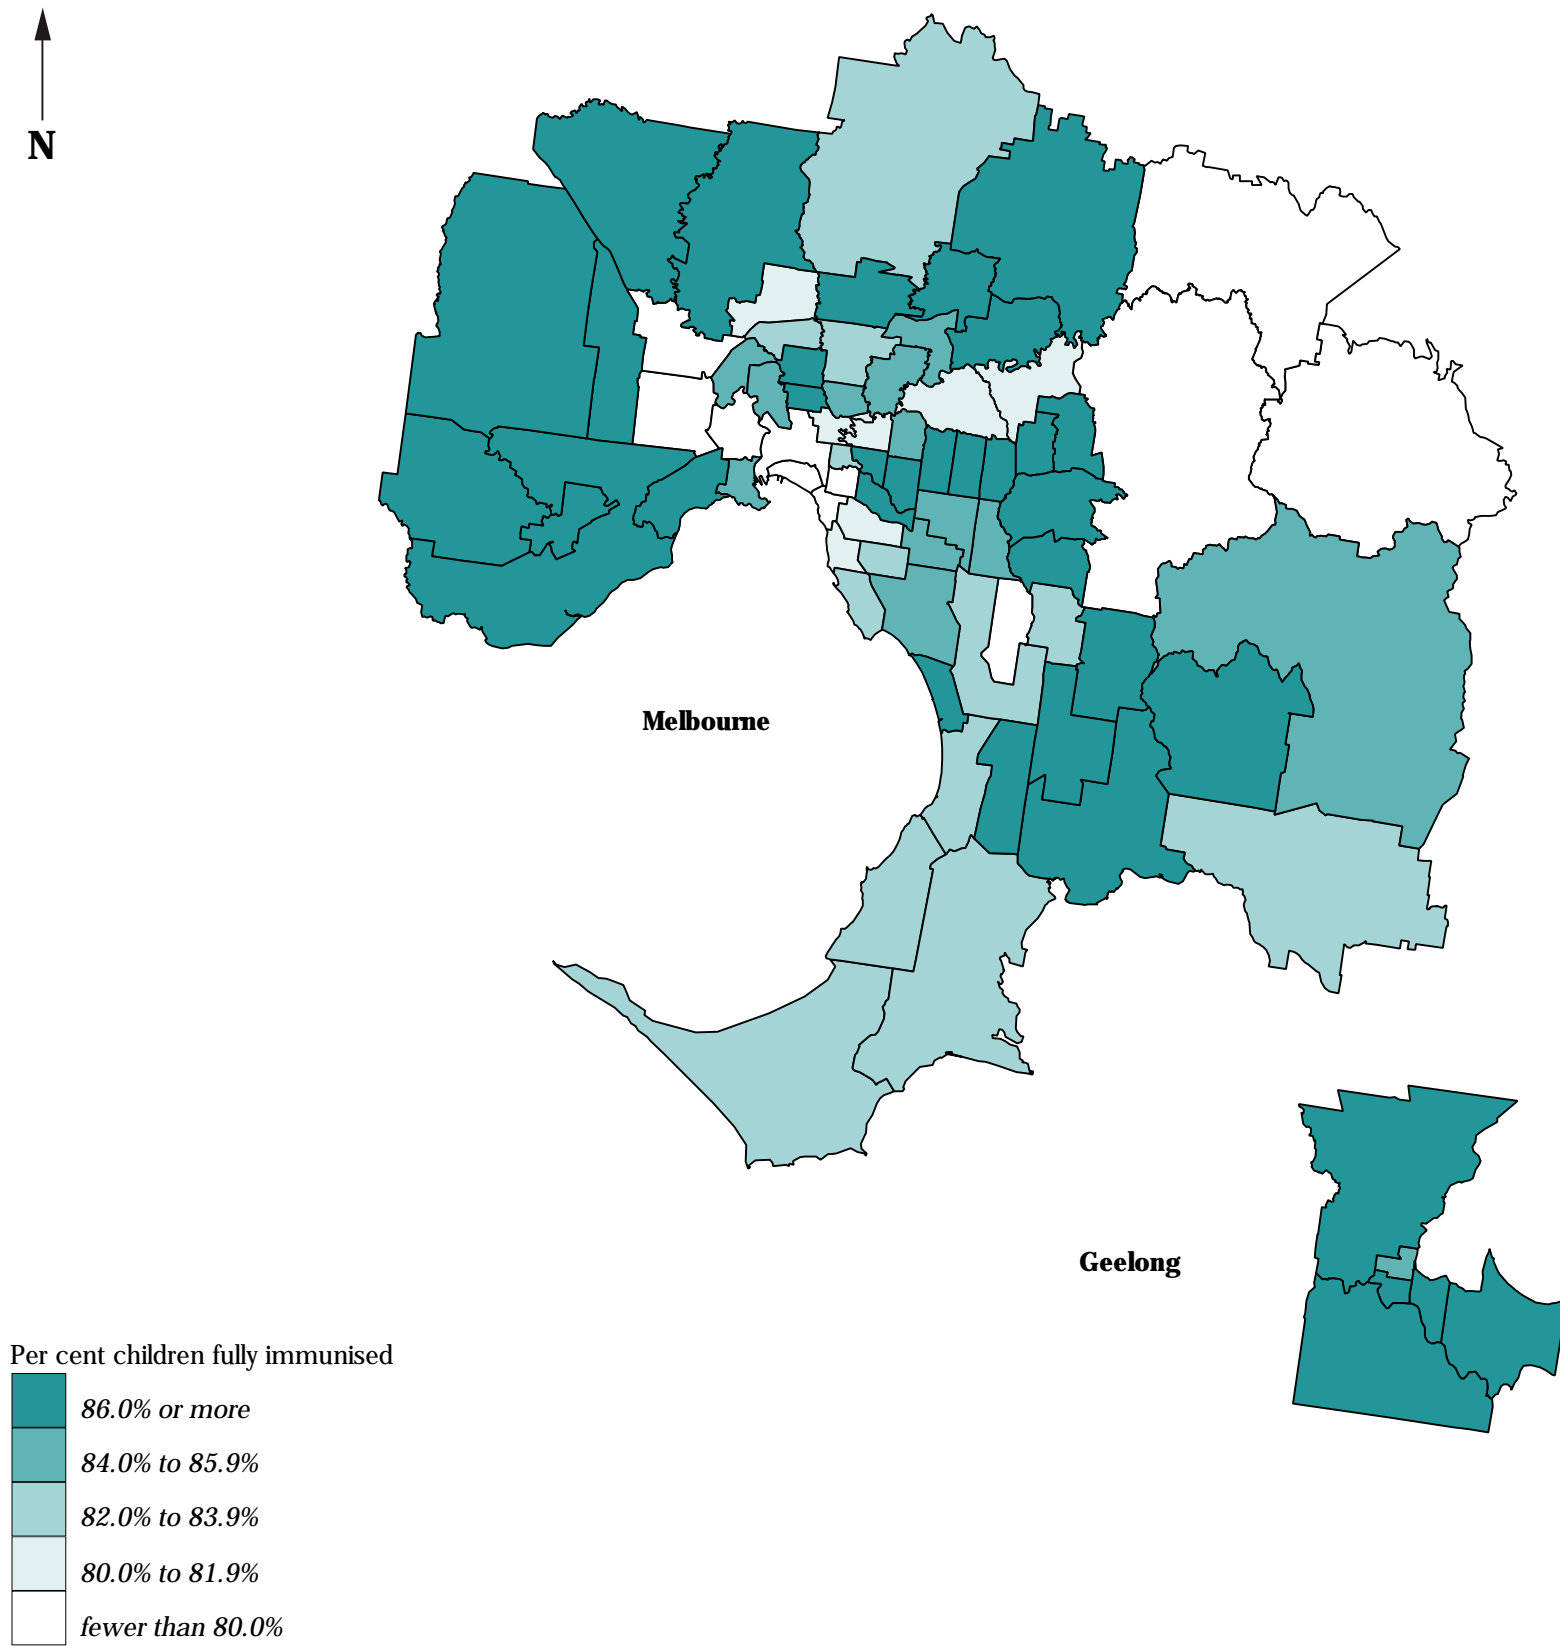 N
Melbourne
Geelong
Per cent children fully immunised
86.0% or more
84.0% to 85.9%
82.0% to 83.9%
80.0% to 81.9%
fewer than 80.0%